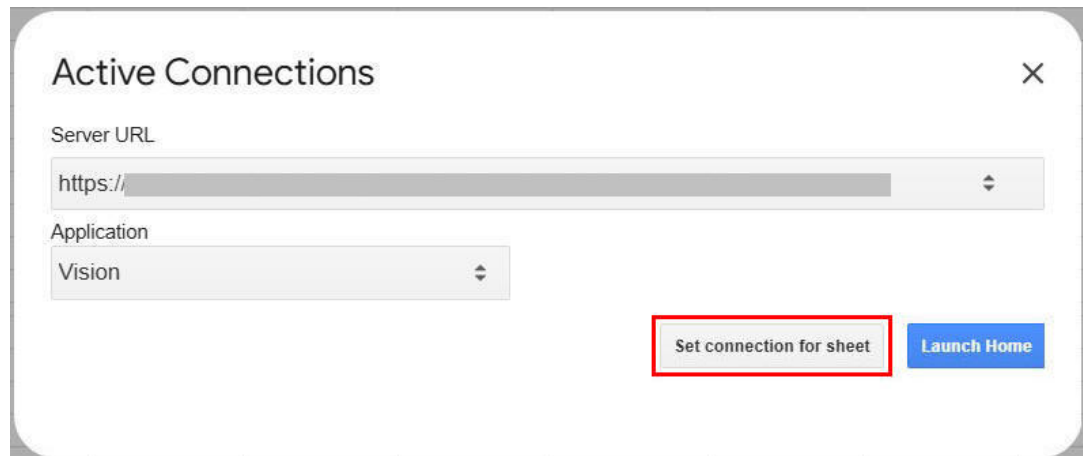 Active Connections
Server URL
https://
Application
Vision
Set connection for sheet
Launch Home